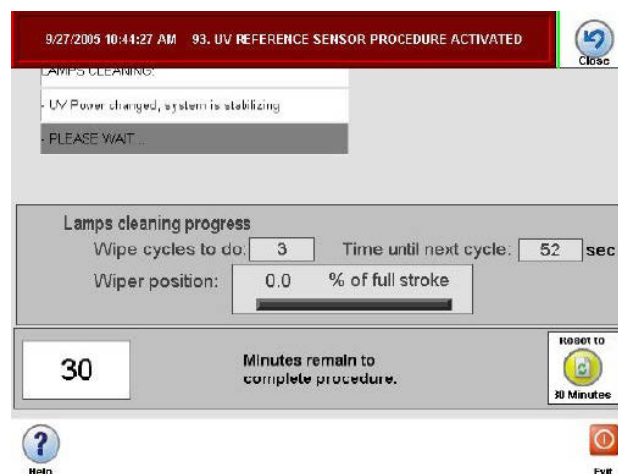 9/27/2005 10:44:27 AM 93. UV REFERENCE SENSOR PROCEDURE ACTIVATED
Close
LAMPS CLEANING:
- UV Power changed, system is stabilizing
- PLEASE WAIT...
Lamps cleaning progress
Wipe cycles to do: 3 Time until next cycle: 52 sec
Wiper position: 0.0 % of full stroke
30 Minutes remain to
complete procedure.
Reset to
30 Minutes
Help
Exit